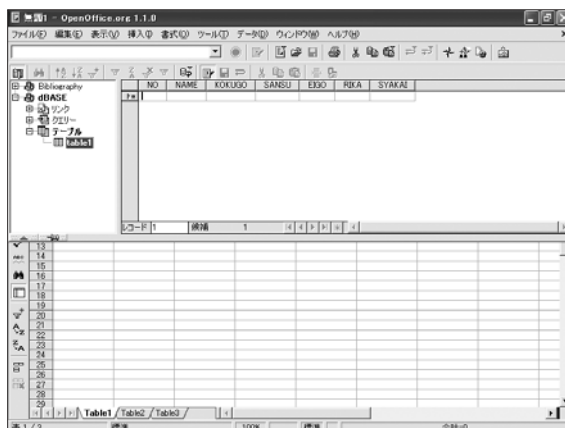 無題1 - OpenOffice.org 1.1.0
ファイル(F) 編集(E) 表示(V) 挿入(I) 書式(O) ツール(T) データ(D) ウィンドウ(W) ヘルプ(H)
NO NAME KOKUGO SANSU EIGO RIKA SYAKAI
Bibliography
dBASE
リンク
クエリー
テーブル
table1
レコード 1 候補 1
13
14
15
16
17
18
19
20
21
22
23
24
25
26
27
28
29
Table1 Table2 Table3
表 1 / 3 標準 100% 標準 合計=0